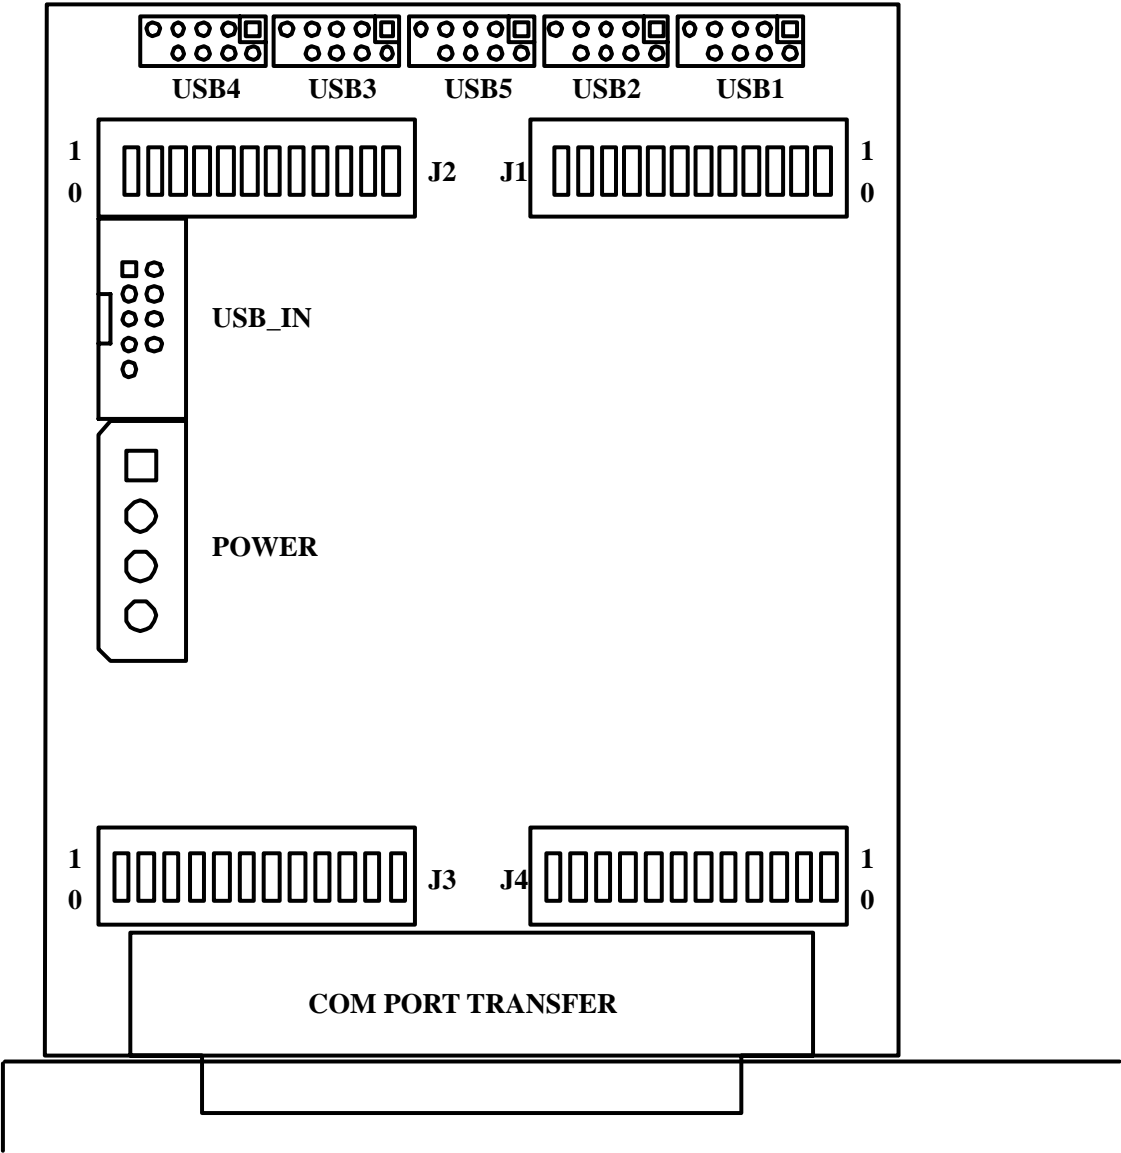 USB4 USB3 USB5 USB2 USB1
1 1
J2 J1
0 0
USB_IN
POWER
1 1
J3 J4
0 0
COM PORT TRANSFER